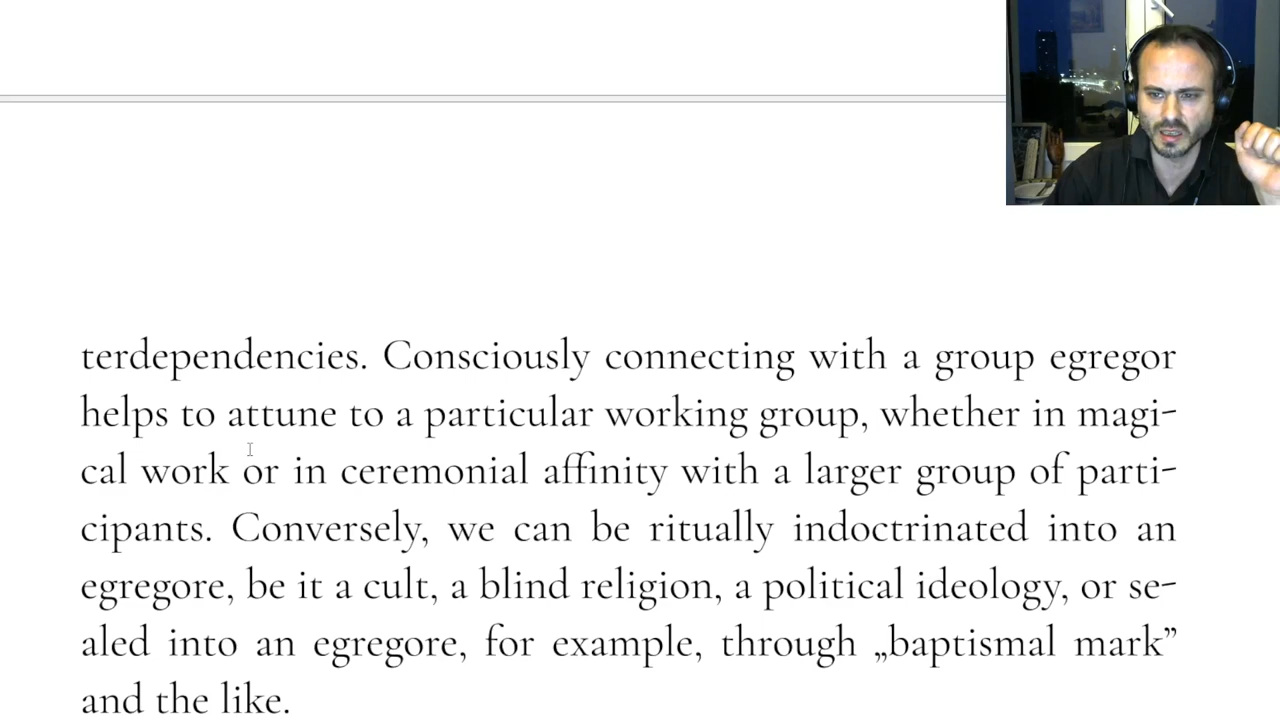 terdependencies. Consciously connecting with a group egregor
helps to attune to a particular working group, whether in magi-
cal work or in ceremonial affinity with a larger group of parti-
cipants. Conversely, we can be ritually indoctrinated into an
egregore, be it a cult, a blind religion, a political ideology, or se-
aled into an egregore, for example, through „baptismal mark”
and the like.